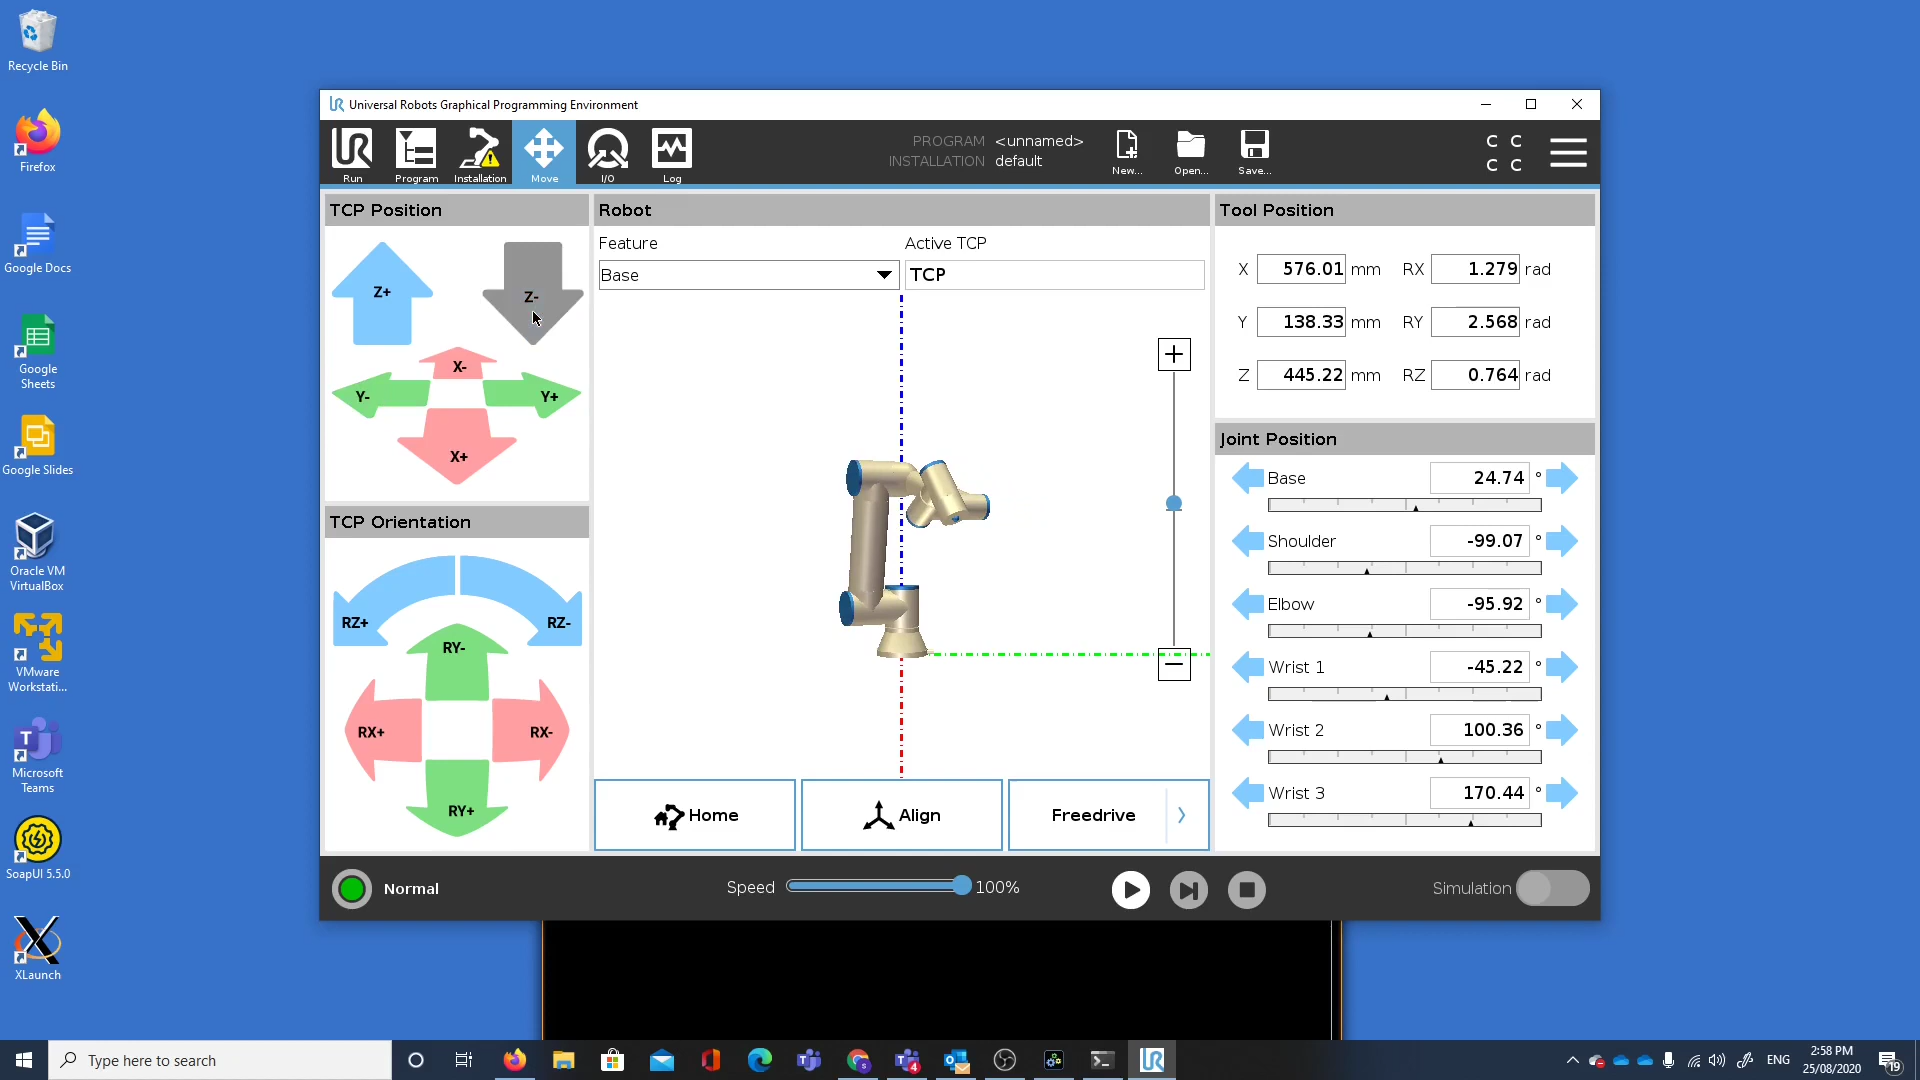 Recycle Bin
Firefox
Google Docs
Google
Sheets
Google Slides
Oracle VM
VirtualBox
VMware
Workstati...
Microsoft
Teams
SoapUI 5.5.0
XLaunch
Universal Robots Graphical Programming Environment
Run
Program
Installation
Move
I/O
Log
PROGRAM <unnamed>
INSTALLATION default
New...
Open...
Save...
C C
C C
TCP Position
Z+
Z-
X-
Y-
Y+
X+
TCP Orientation
RZ+
RZ-
RY-
RX+
RX-
RY+
Robot
Feature
Active TCP
Base
TCP
Home
Align
Freedrive
Tool Position
X 576.01 mm RX 1.279 rad
Y 138.33 mm RY 2.568 rad
Z 445.22 mm RZ 0.764 rad
Joint Position
Base 24.74 °
Shoulder -99.07 °
Elbow -95.92 °
Wrist 1 -45.22 °
Wrist 2 100.36 °
Wrist 3 170.44 °
Normal
Speed 100%
Simulation
Type here to search
4
ENG
2:58 PM
25/08/2020
19